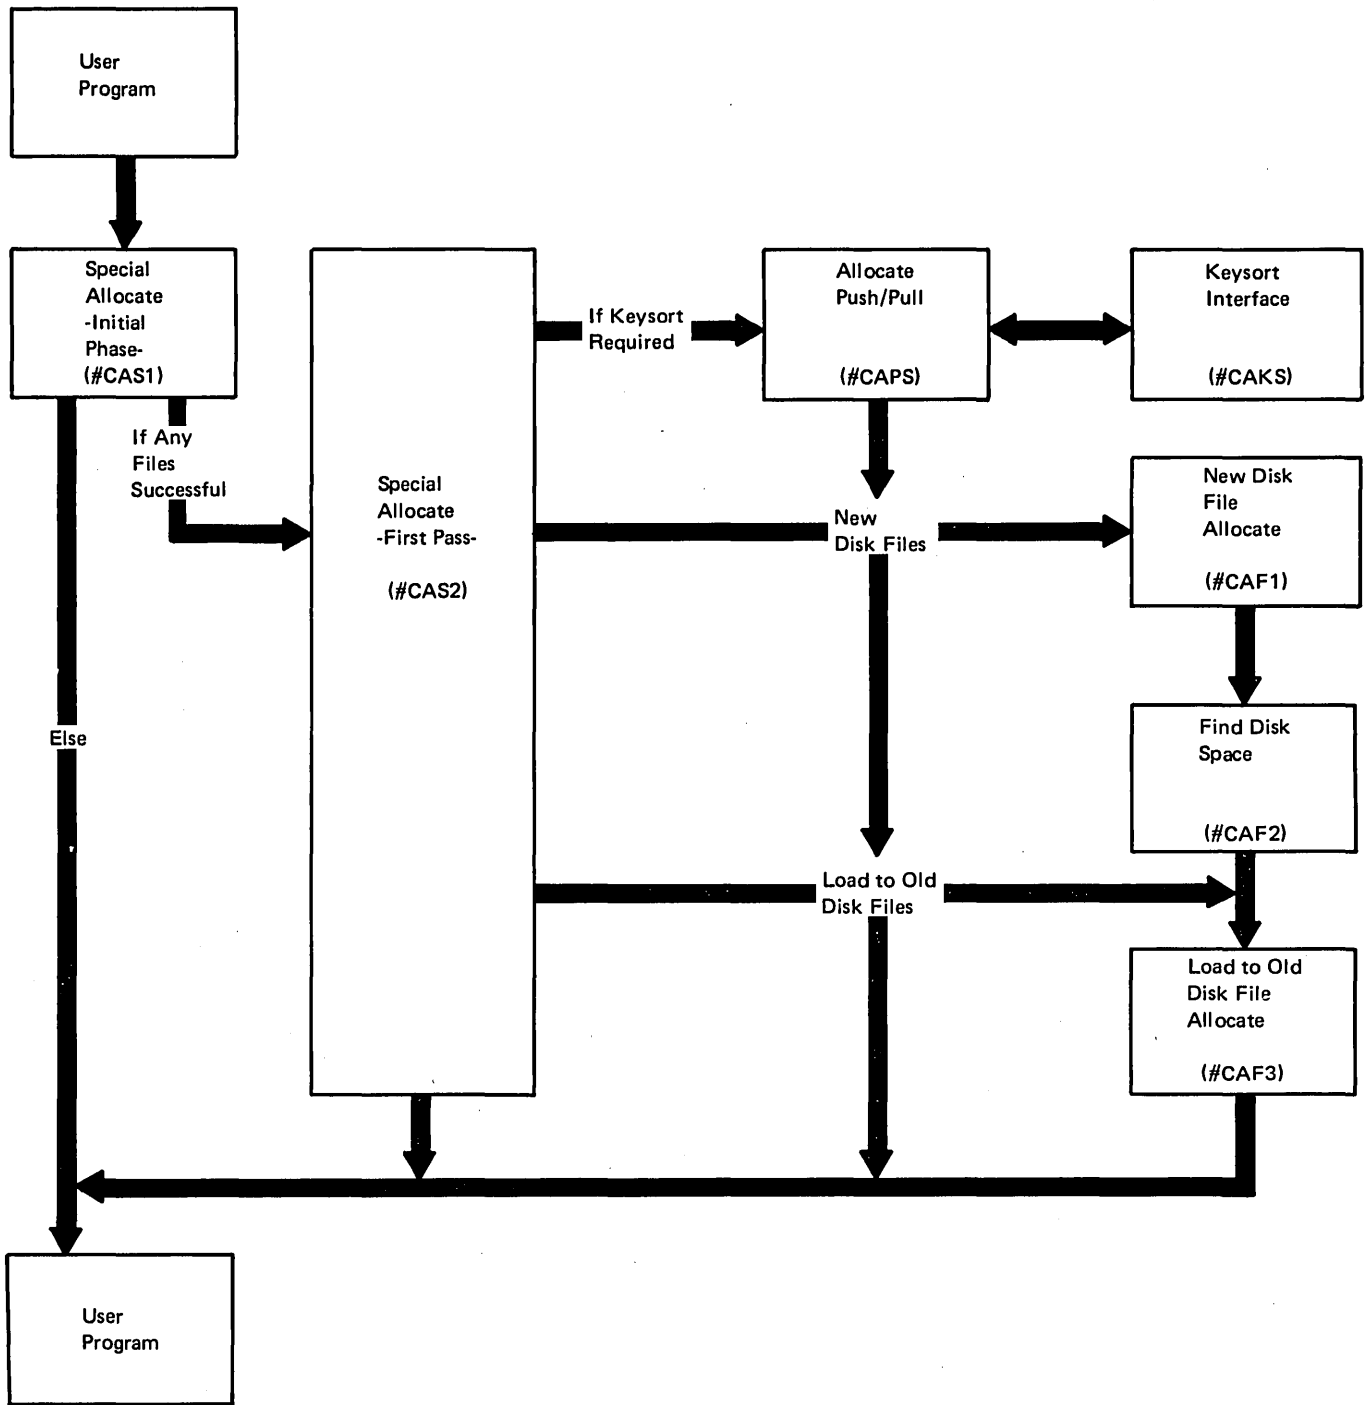 User
Program
Special
Allocate
-Initial
Phase-
(#CAS1)
If Any
Files
Successful
Else
Special
Allocate
-First Pass-
(#CAS2)
If Keysort
Required
Allocate
Push/Pull
(#CAPS)
Keysort
Interface
(#CAKS)
New
Disk Files
New Disk
File
Allocate
(#CAF1)
Find Disk
Space
(#CAF2)
Load to Old
Disk Files
Load to Old
Disk File
Allocate
(#CAF3)
User
Program